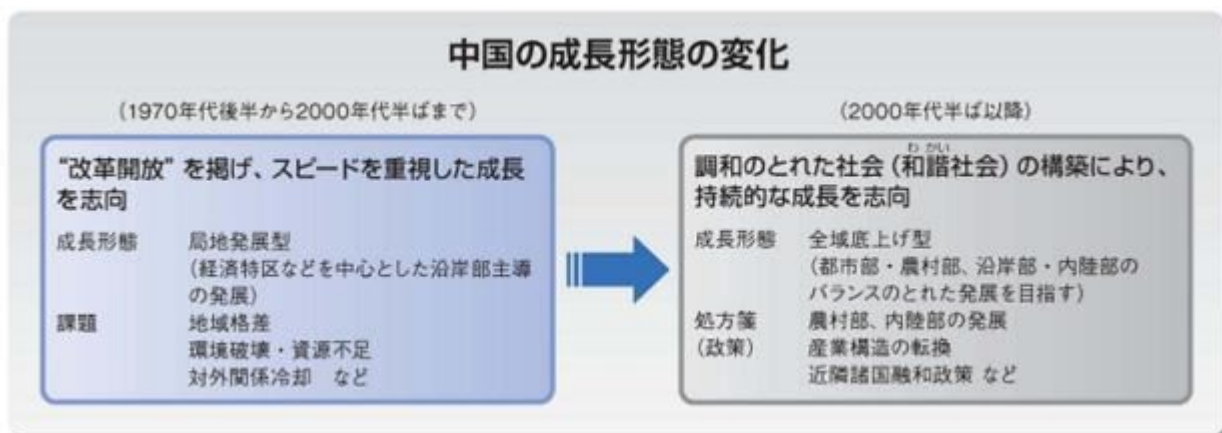 中国の成長形態の変化
（1970年代後半から2000年代半ばまで）
“改革開放”を掲げ、スピードを重視した成長
を志向
成長形態　局地発展型
（経済特区などを中心とした沿岸部主導
の発展）
課題　地域格差
環境破壊・資源不足
対外関係冷却　など
（2000年代半ば以降）
わ かい
調和のとれた社会（和諧社会）の構築により、
持続的な成長を志向
成長形態　全域底上げ型
（都市部・農村部、沿岸部・内陸部の
バランスのとれた発展を目指す）
処方箋　農村部、内陸部の発展
（政策）　産業構造の転換
近隣諸国融和政策 など